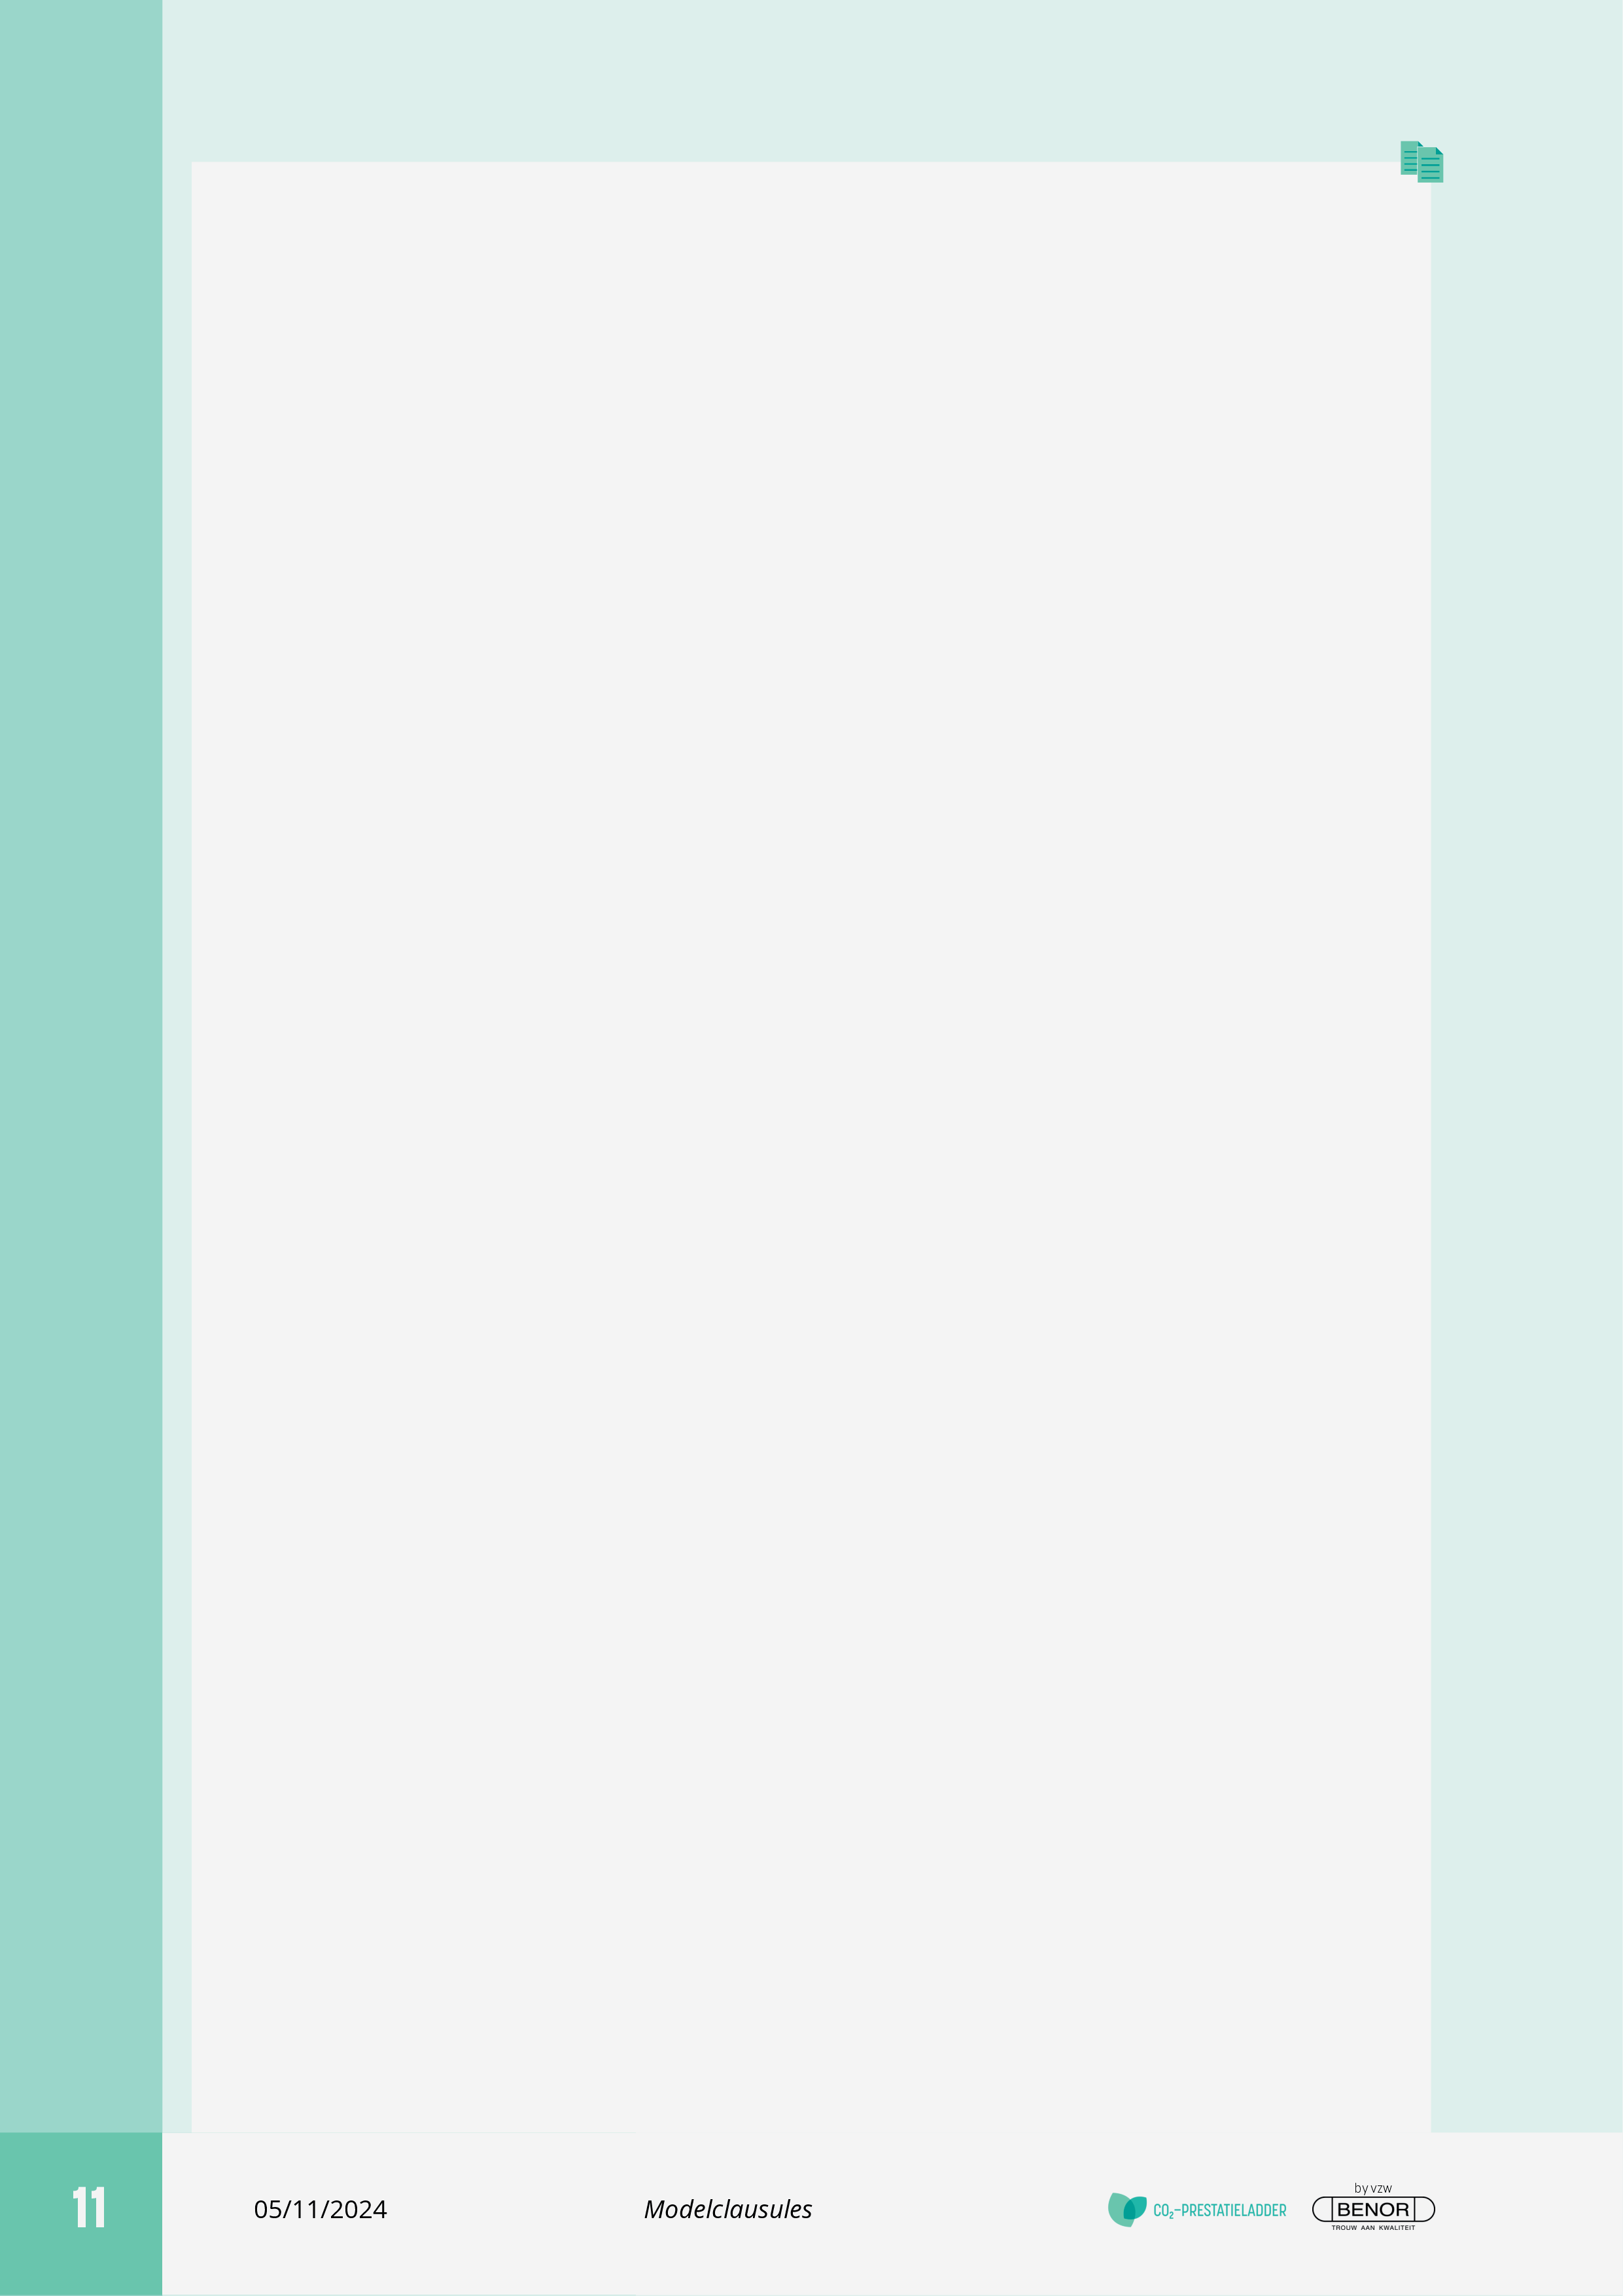 11
05/11/2024
Modelclausules
CO₂-PRESTATIELADDER
by vzw
BENOR
TROUW AAN KWALITEIT